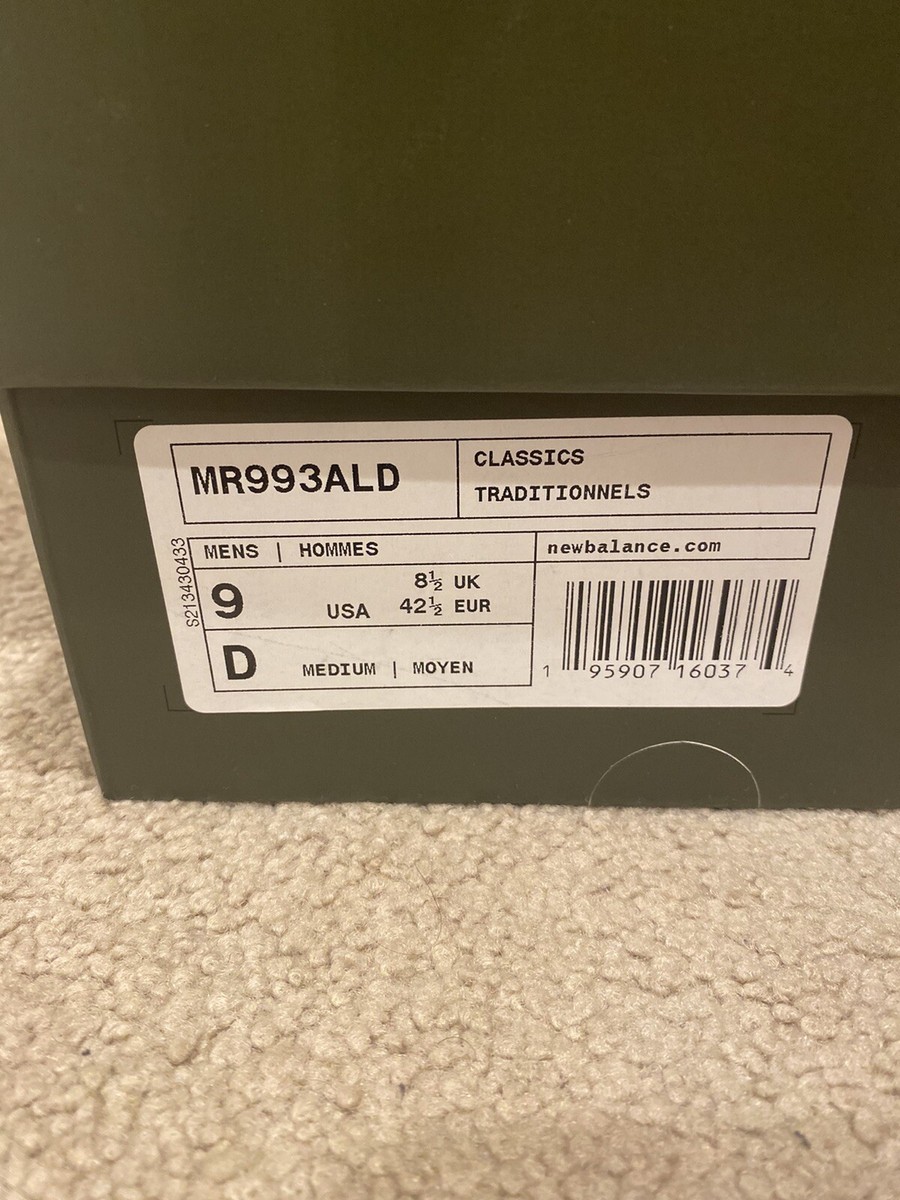 MR993ALD
CLASSICS
TRADITIONNELS
S213430433
MENS | HOMMES
9 USA
8½ UK
42½ EUR
D MEDIUM | MOYEN
newbalance.com
1 95907 16037 4